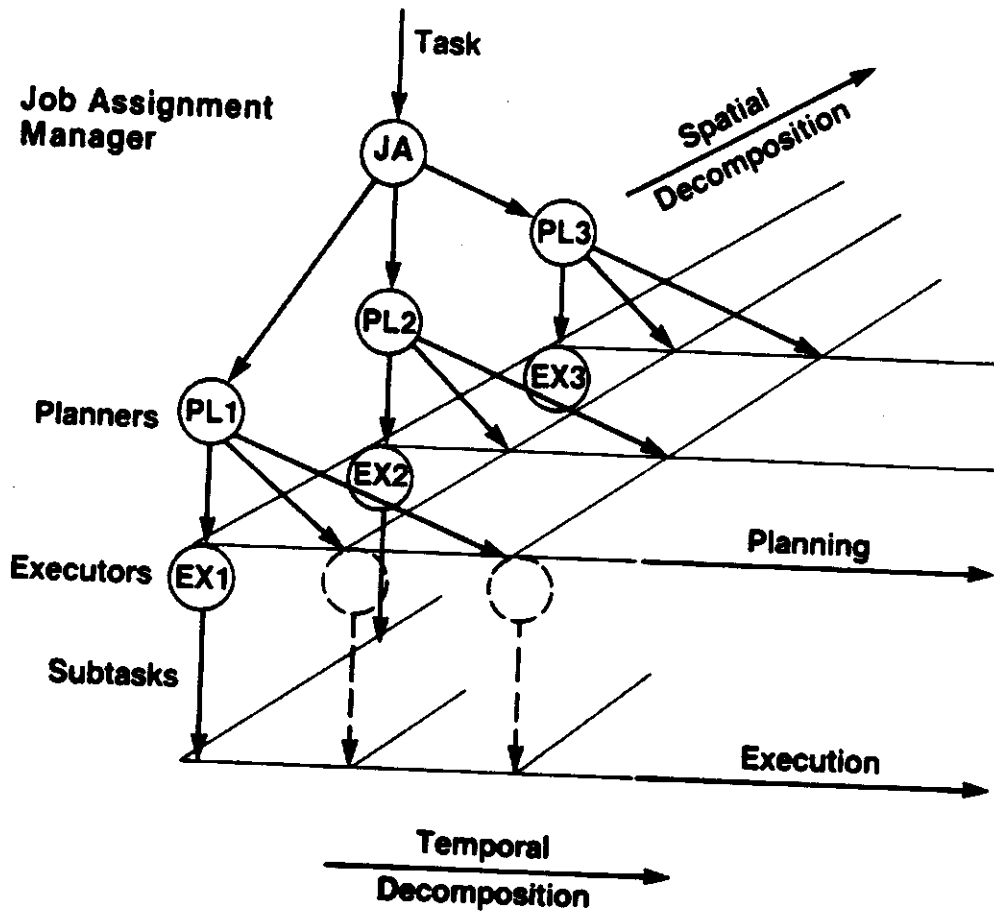 Task
Job Assignment
Manager
JA
Spatial
Decomposition
PL3
PL2
EX3
Planners
PL1
EX2
Planning
Executors
EX1
Subtasks
Execution
Temporal
Decomposition